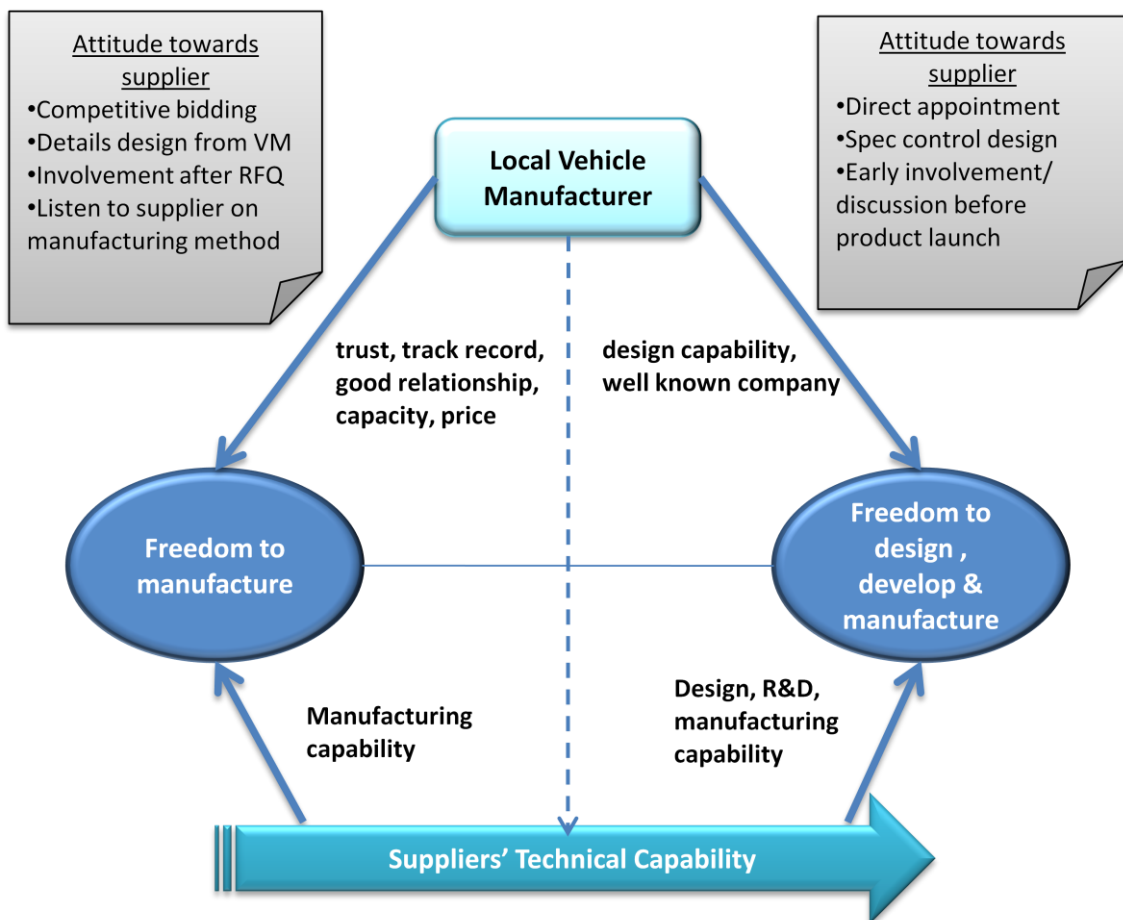 Attitude towards
supplier
•Competitive bidding
•Details design from VM
•Involvement after RFQ
•Listen to supplier on
manufacturing method
Attitude towards
supplier
•Direct appointment
•Spec control design
•Early involvement/
discussion before
product launch
Local Vehicle
Manufacturer
trust, track record,
good relationship,
capacity, price
design capability,
well known company
Freedom to
manufacture
Freedom to
design ,
develop &
manufacture
Manufacturing
capability
Design, R&D,
manufacturing
capability
Suppliers’ Technical Capability